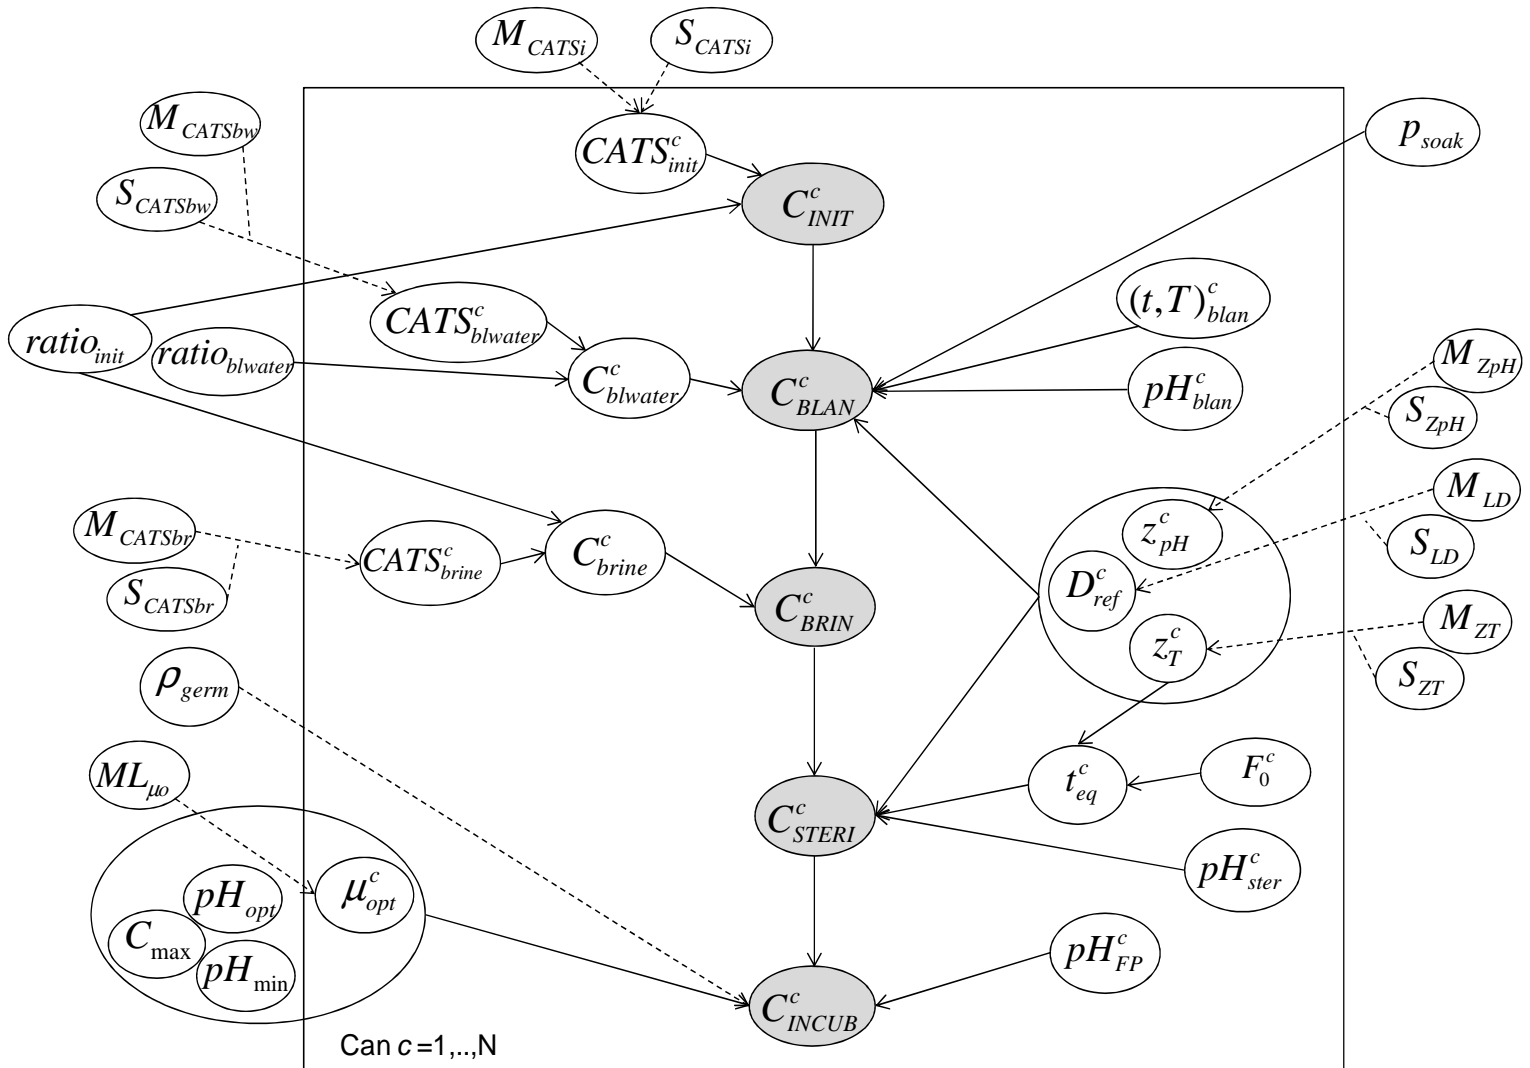 M_CATSi
S_CATSi
M_CATSbw
p_soak
CATS^c_init
S_CATSbw
C^c_INIT
(t,T)^c_blan
CATS^c_blwater
ratio_init
ratio_blwater
M_ZpH
C^c_blwater
C^c_BLAN
pH^c_blan
S_ZpH
M_LD
M_CATSbr
z^c_pH
S_LD
CATS^c_brine
C^c_brine
D^c_ref
S_CATSbr
C^c_BRIN
M_ZT
z^c_T
S_ZT
ρ_germ
ML_μo
t^c_eq
F^c_0
C^c_STERI
pH^c_ster
pH_opt
μ^c_opt
C_max
pH_min
pH^c_FP
C^c_INCUB
Can c =1,..,N